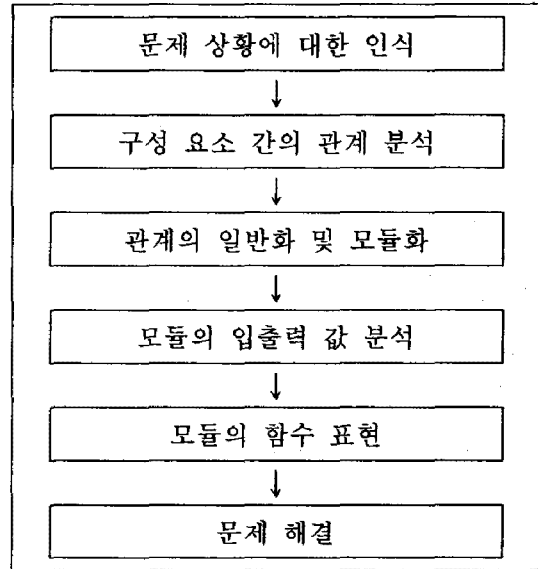 문제 상황에 대한 인식
구성 요소 간의 관계 분석
관계의 일반화 및 모듈화
모듈의 입출력 값 분석
모듈의 함수 표현
문제 해결